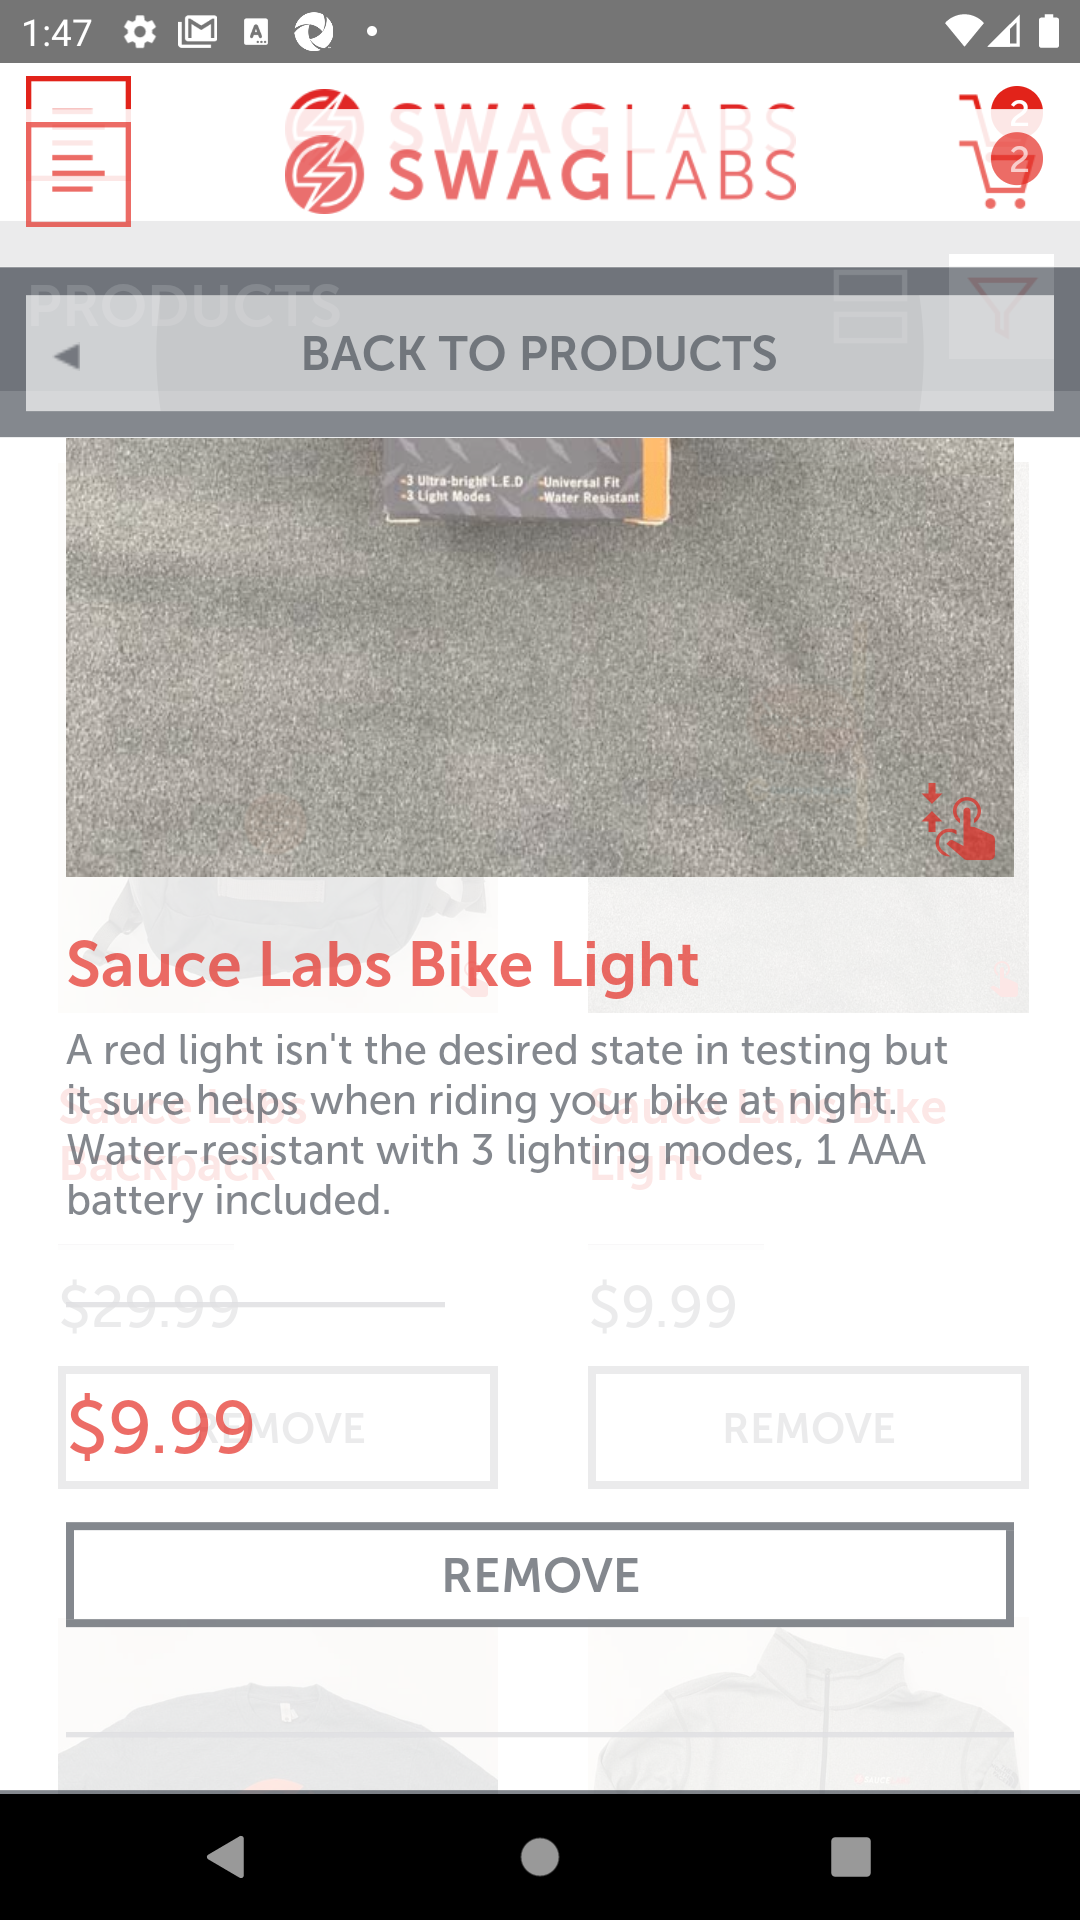 1:47
SWAGLABS
2
SWAGLABS
2
PRODUCTS
BACK TO PRODUCTS
-3 Ultra-bright L.E.D -Universal Fit
-3 Light Modes -Water Resistant
Sauce Labs Bike Light
A red light isn't the desired state in testing but
it sure helps when riding your bike at night.
Water-resistant with 3 lighting modes, 1 AAA
battery included.
Sauce Labs
Backpack
Sauce Labs Bike
Light
$29.99
$9.99
$9.99
REMOVE
REMOVE
REMOVE
SAUCE